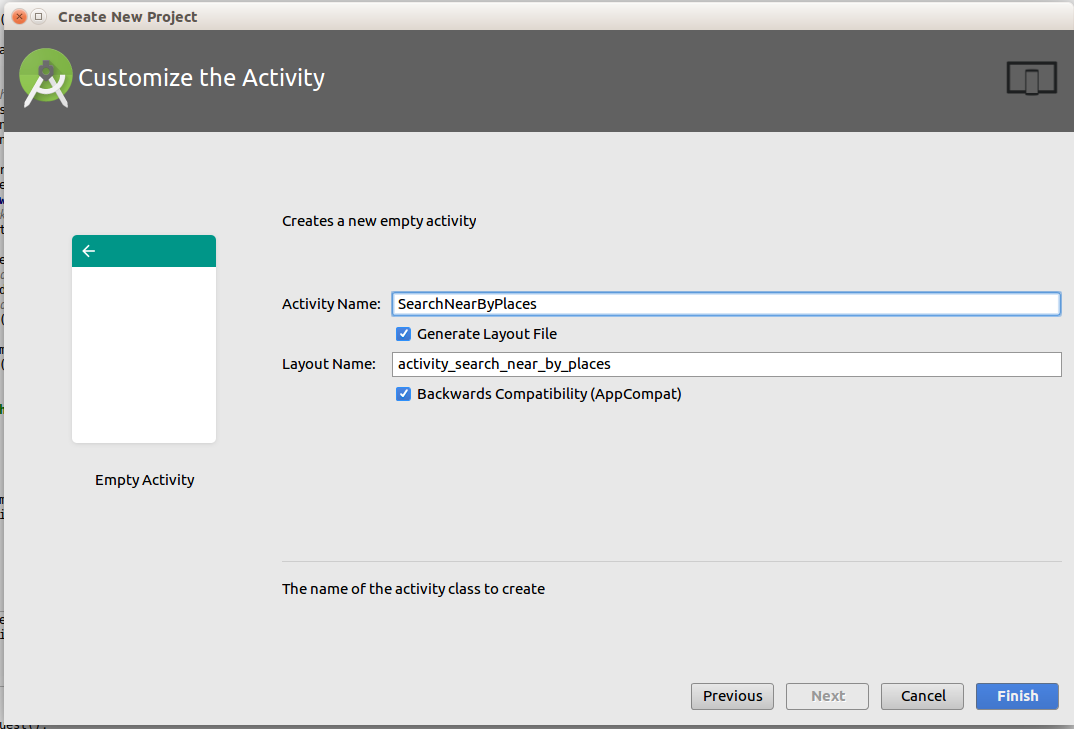 Create New Project
Customize the Activity
Creates a new empty activity
Activity Name: SearchNearByPlaces
Generate Layout File
Layout Name: activity_search_near_by_places
Backwards Compatibility (AppCompat)
Empty Activity
The name of the activity class to create
Previous Next Cancel Finish